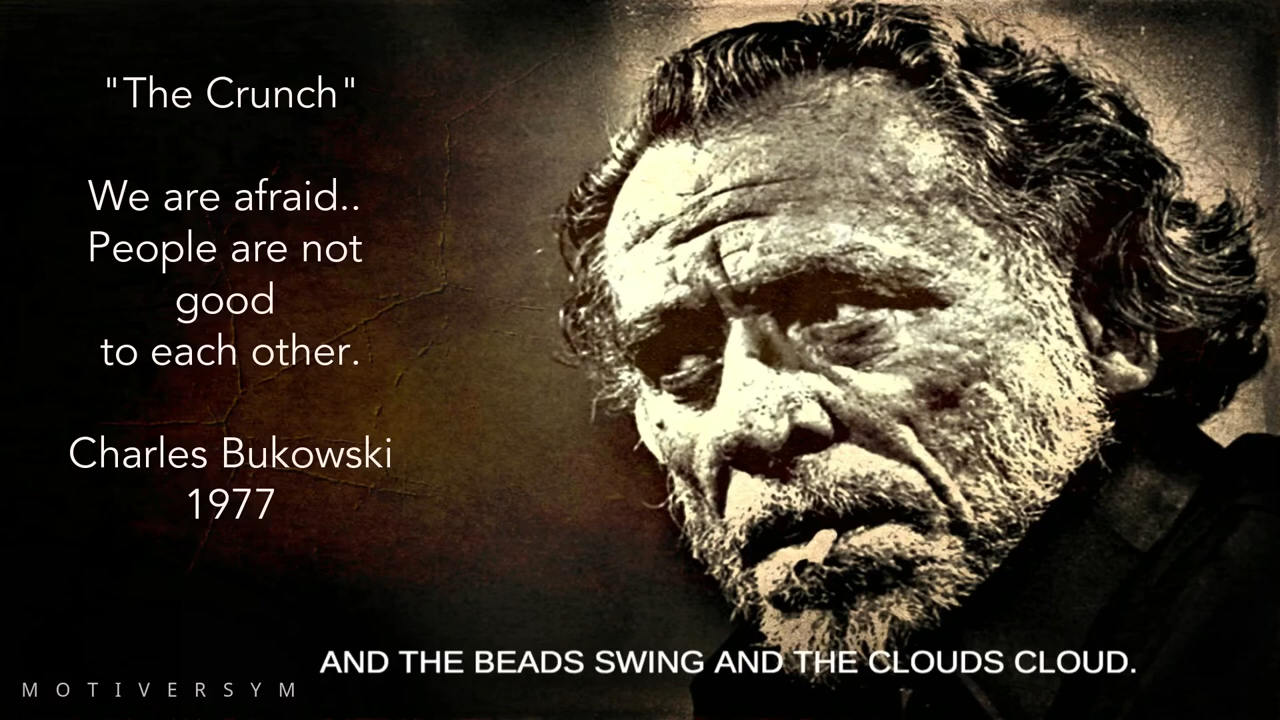 "The Crunch"
We are afraid..
People are not
good
to each other.
Charles Bukowski
1977
AND THE BEADS SWING AND THE CLOUDS CLOUD.
MOTIVERSYM